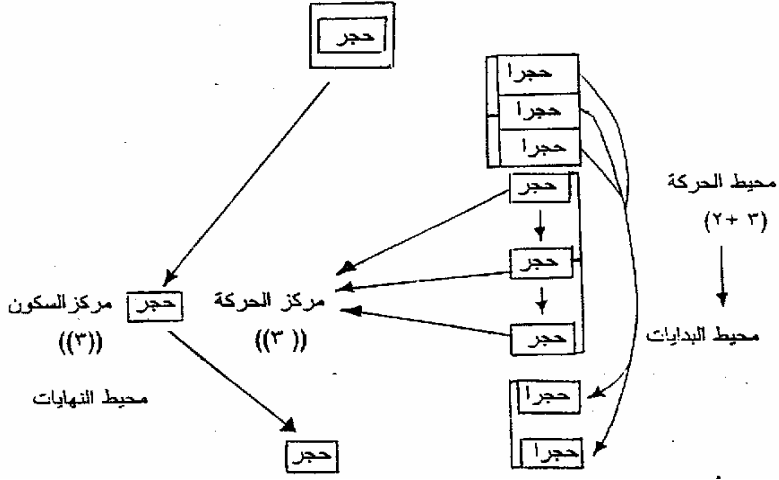 حجر
حجرا
حجرا
حجرا
حجر
محيط الحركة
(٣ +٢)
حجر
حجر
مركز الحركة
((٣ ))
حجر
مركز السكون
((٣))
حجر
محيط البدايات
حجرا
محيط النهايات
حجرا
حجر